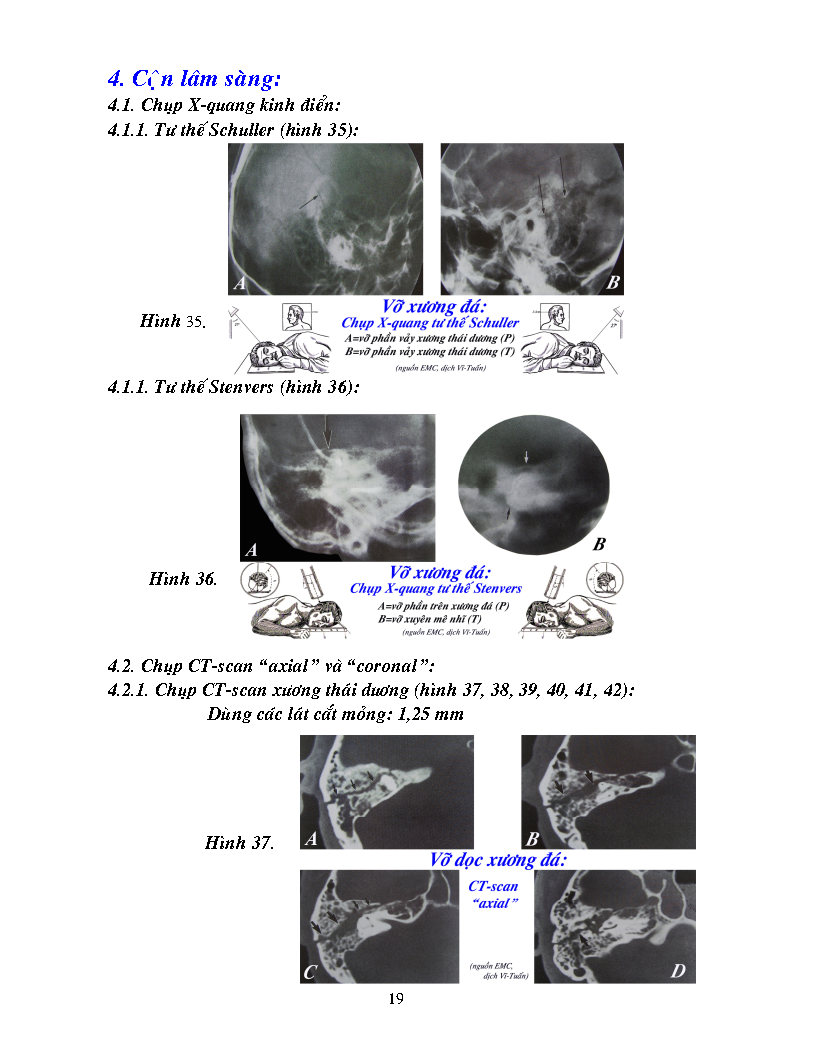 4. Cận lâm sàng:
4.1. Chụp X-quang kinh điển:
4.1.1. Tư thế Schuller (hình 35):
A
B
Hình 35.
Vỡ xương đá:
Chụp X-quang tư thế Schuller
A=vỡ phần vảy xương thái dương (P)
B=vỡ phần vảy xương thái dương (T)
(nguồn EMC, dịch Vĩ-Tuấn)
4.1.1. Tư thế Stenvers (hình 36):
A
B
Hình 36.
Vỡ xương đá:
Chụp X-quang tư thế Stenvers
A=vỡ phần trên xương đá (P)
B=vỡ xuyên mê nhĩ (T)
(nguồn EMC, dịch Vĩ-Tuấn)
4.2. Chụp CT-scan “axial” và “coronal”:
4.2.1. Chụp CT-scan xương thái dương (hình 37, 38, 39, 40, 41, 42):
Dùng các lát cắt mỏng: 1,25 mm
A
B
Hình 37.
Vỡ dọc xương đá:
CT-scan
“axial”
(nguồn EMC,
dịch Vĩ-Tuấn)
C
D
19